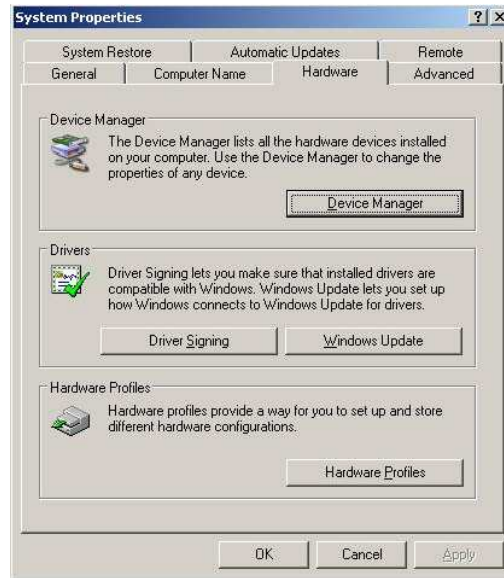 System Properties
System Restore Automatic Updates Remote
General Computer Name Hardware Advanced
Device Manager
The Device Manager lists all the hardware devices installed
on your computer. Use the Device Manager to change the
properties of any device.
Device Manager
Drivers
Driver Signing lets you make sure that installed drivers are
compatible with Windows. Windows Update lets you set up
how Windows connects to Windows Update for drivers.
Driver Signing Windows Update
Hardware Profiles
Hardware profiles provide a way for you to set up and store
different hardware configurations.
Hardware Profiles
OK Cancel Apply